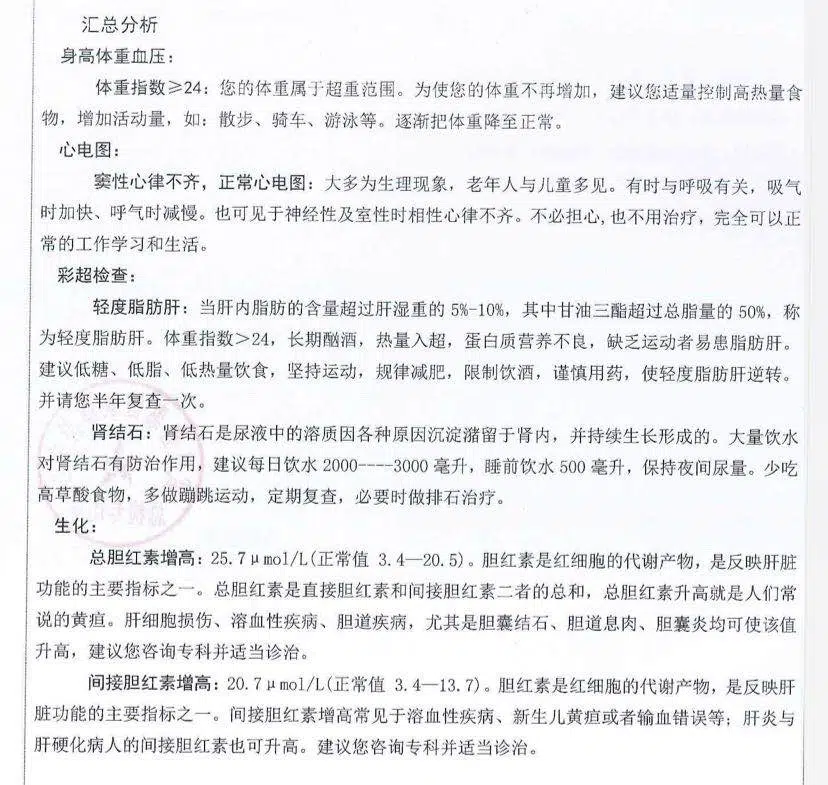 汇总分析
身高体重血压：
体重指数≥24：您的体重属于超重范围。为使您的体重不再增加，建议您适量控制高热量食
物，增加活动量，如：散步、骑车、游泳等。逐渐把体重降至正常。
心电图：
窦性心律不齐，正常心电图：大多为生理现象，老年人与儿童多见。有时与呼吸有关，吸气
时加快、呼气时减慢。也可见于神经性及室性时相性心律不齐。不必担心,也不用治疗，完全可以正
常的工作学习和生活。
彩超检查：
轻度脂肪肝：当肝内脂肪的含量超过肝湿重的 5%-10%，其中甘油三酯超过总脂量的 50%，称
为轻度脂肪肝。体重指数＞24，长期酗酒，热量入超，蛋白质营养不良，缺乏运动者易患脂肪肝。
建议低糖、低脂、低热量饮食，坚持运动，规律减肥，限制饮酒，谨慎用药，使轻度脂肪肝逆转。
并请您半年复查一次。
肾结石：肾结石是尿液中的溶质因各种原因沉淀潴留于肾内，并持续生长形成的。大量饮水
对肾结石有防治作用，建议每日饮水 2000----3000 毫升，睡前饮水 500 毫升，保持夜间尿量。少吃
高草酸食物，多做蹦跳运动，定期复查，必要时做排石治疗。
生化：
总胆红素增高：25.7μmol/L(正常值 3.4—20.5)。胆红素是红细胞的代谢产物，是反映肝脏
功能的主要指标之一。总胆红素是直接胆红素和间接胆红素二者的总和，总胆红素升高就是人们常
说的黄疸。肝细胞损伤、溶血性疾病、胆道疾病，尤其是胆囊结石、胆道息肉、胆囊炎均可使该值
升高，建议您咨询专科并适当诊治。
间接胆红素增高：20.7μmol/L(正常值 3.4—13.7)。胆红素是红细胞的代谢产物，是反映肝
脏功能的主要指标之一。间接胆红素增高常见于溶血性疾病、新生儿黄疸或者输血错误等；肝炎与
肝硬化病人的间接胆红素也可升高。建议您咨询专科并适当诊治。